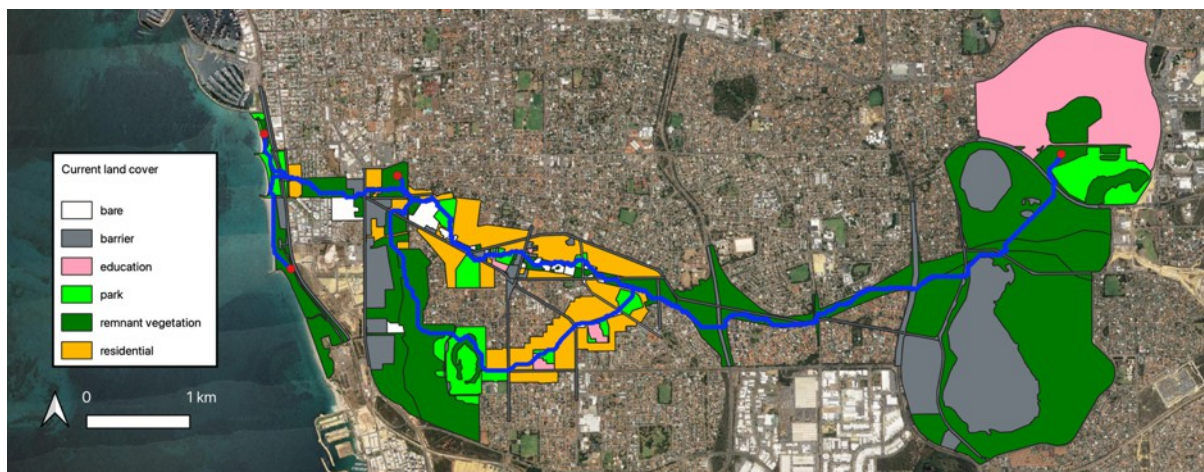 Current land cover
bare
barrier
education
park
remnant vegetation
residential
0
1 km